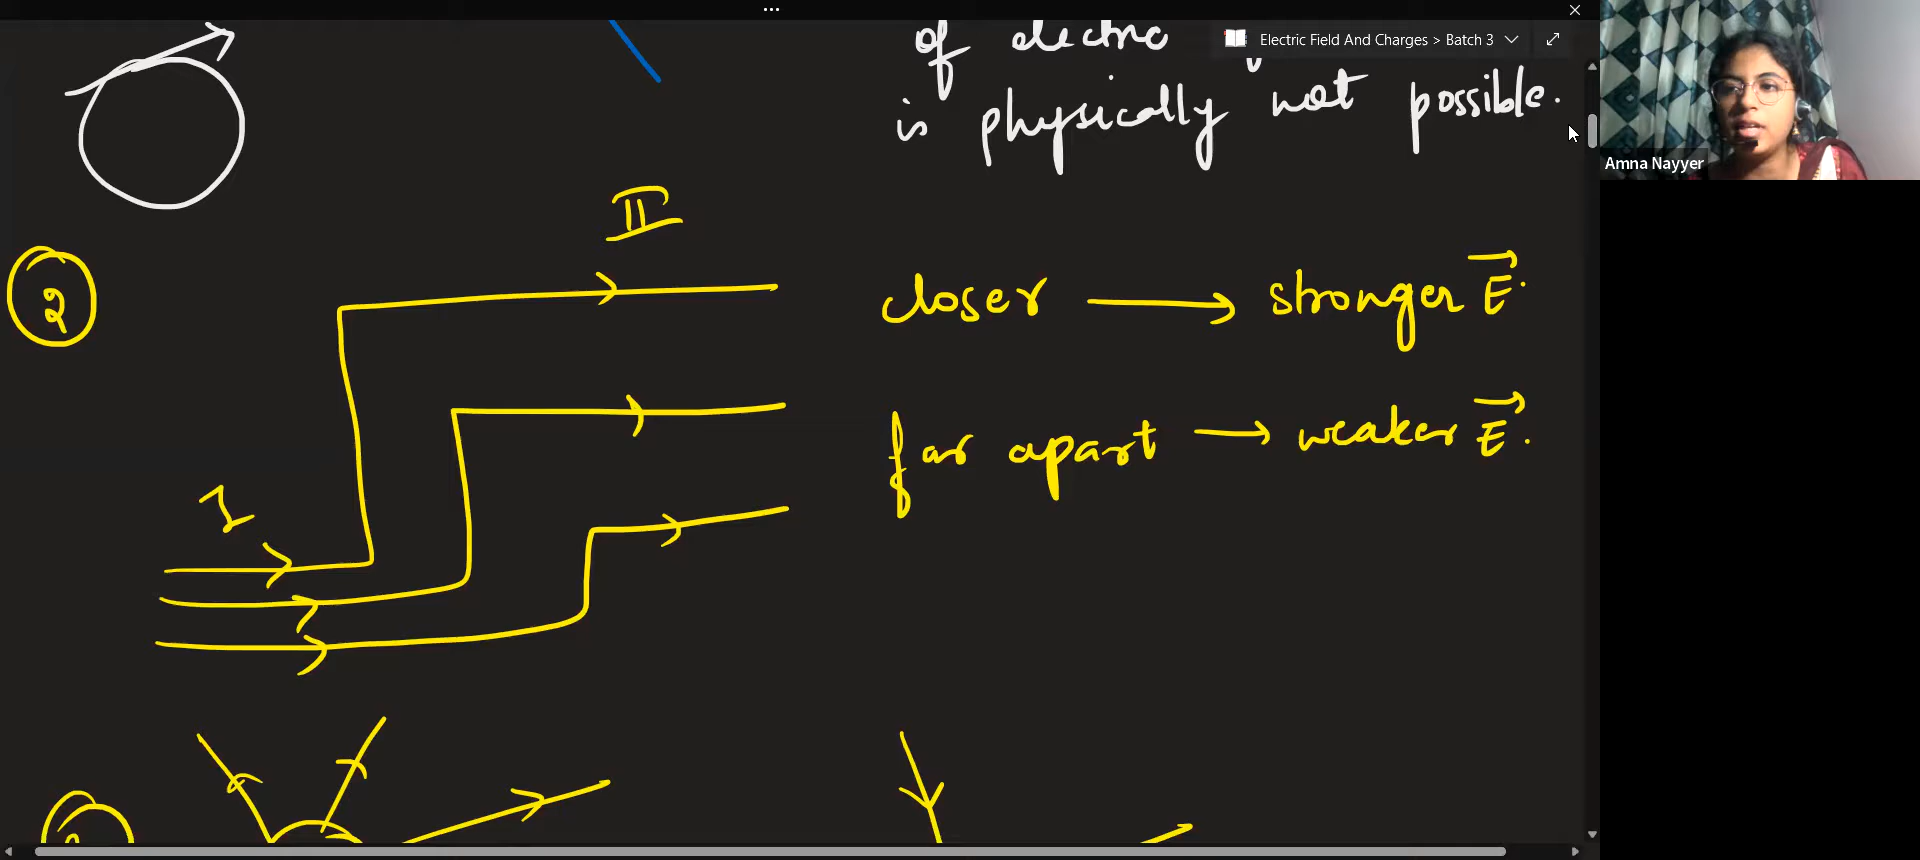 Electric Field And Charges > Batch 3
Amna Nayyer
of electric
is physically not possible.
II
2
closer → stronger E.
far apart → weaker E.
I